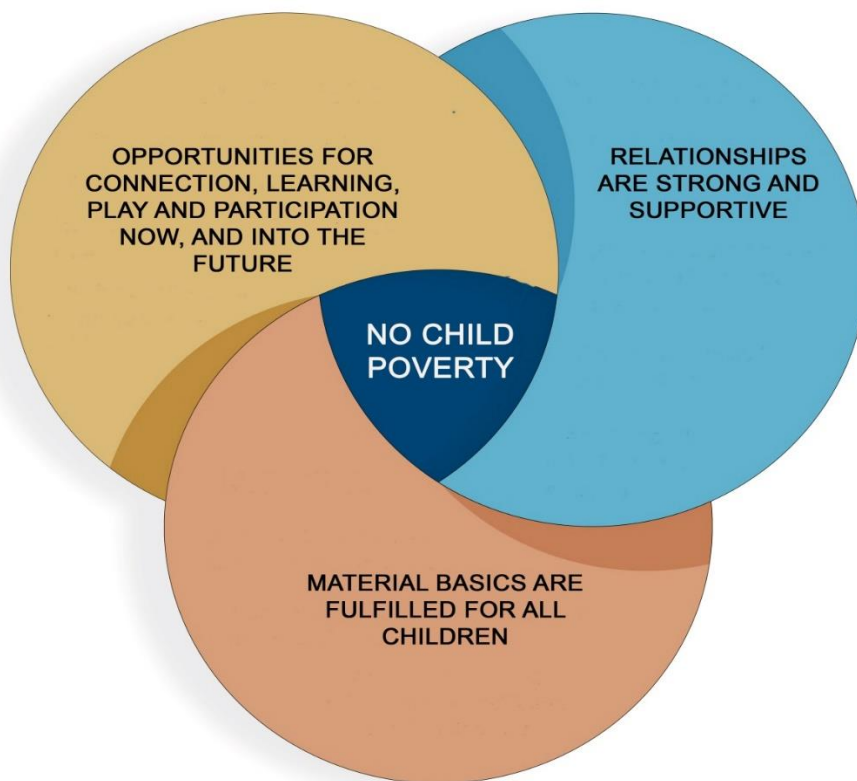 OPPORTUNITIES FOR
CONNECTION, LEARNING,
PLAY AND PARTICIPATION
NOW, AND INTO THE
FUTURE
RELATIONSHIPS
ARE STRONG AND
SUPPORTIVE
NO CHILD
POVERTY
MATERIAL BASICS ARE
FULFILLED FOR ALL
CHILDREN